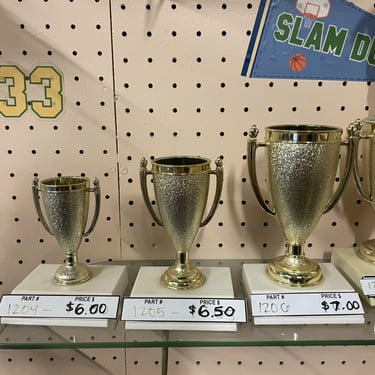 SLAM DU
33
PART # PRICE $
1204 - $6.00
PART # PRICE $
1205 - $6.50
PART # PRICE $
1206 $7.00